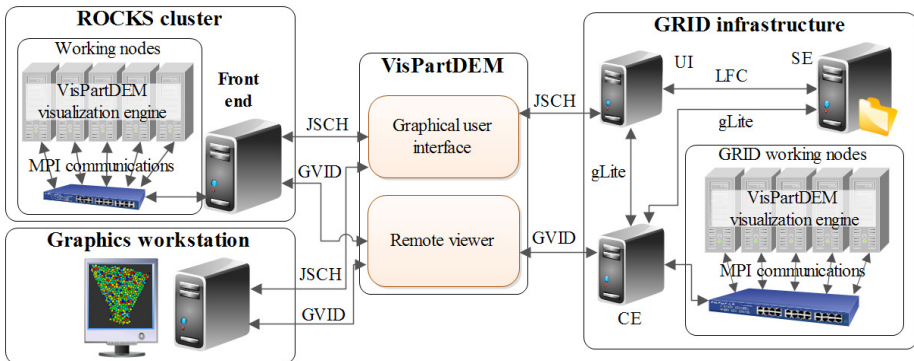 ROCKS cluster
Working nodes
VisPartDEM
visualization engine
MPI communications
Front
end
JSCH
GVID
Graphics workstation
JSCH
GVID
VisPartDEM
Graphical user
interface
Remote viewer
JSCH
GVID
GRID infrastructure
UI
LFC
SE
gLite
gLite
CE
GRID working nodes
VisPartDEM
visualization engine
MPI communications